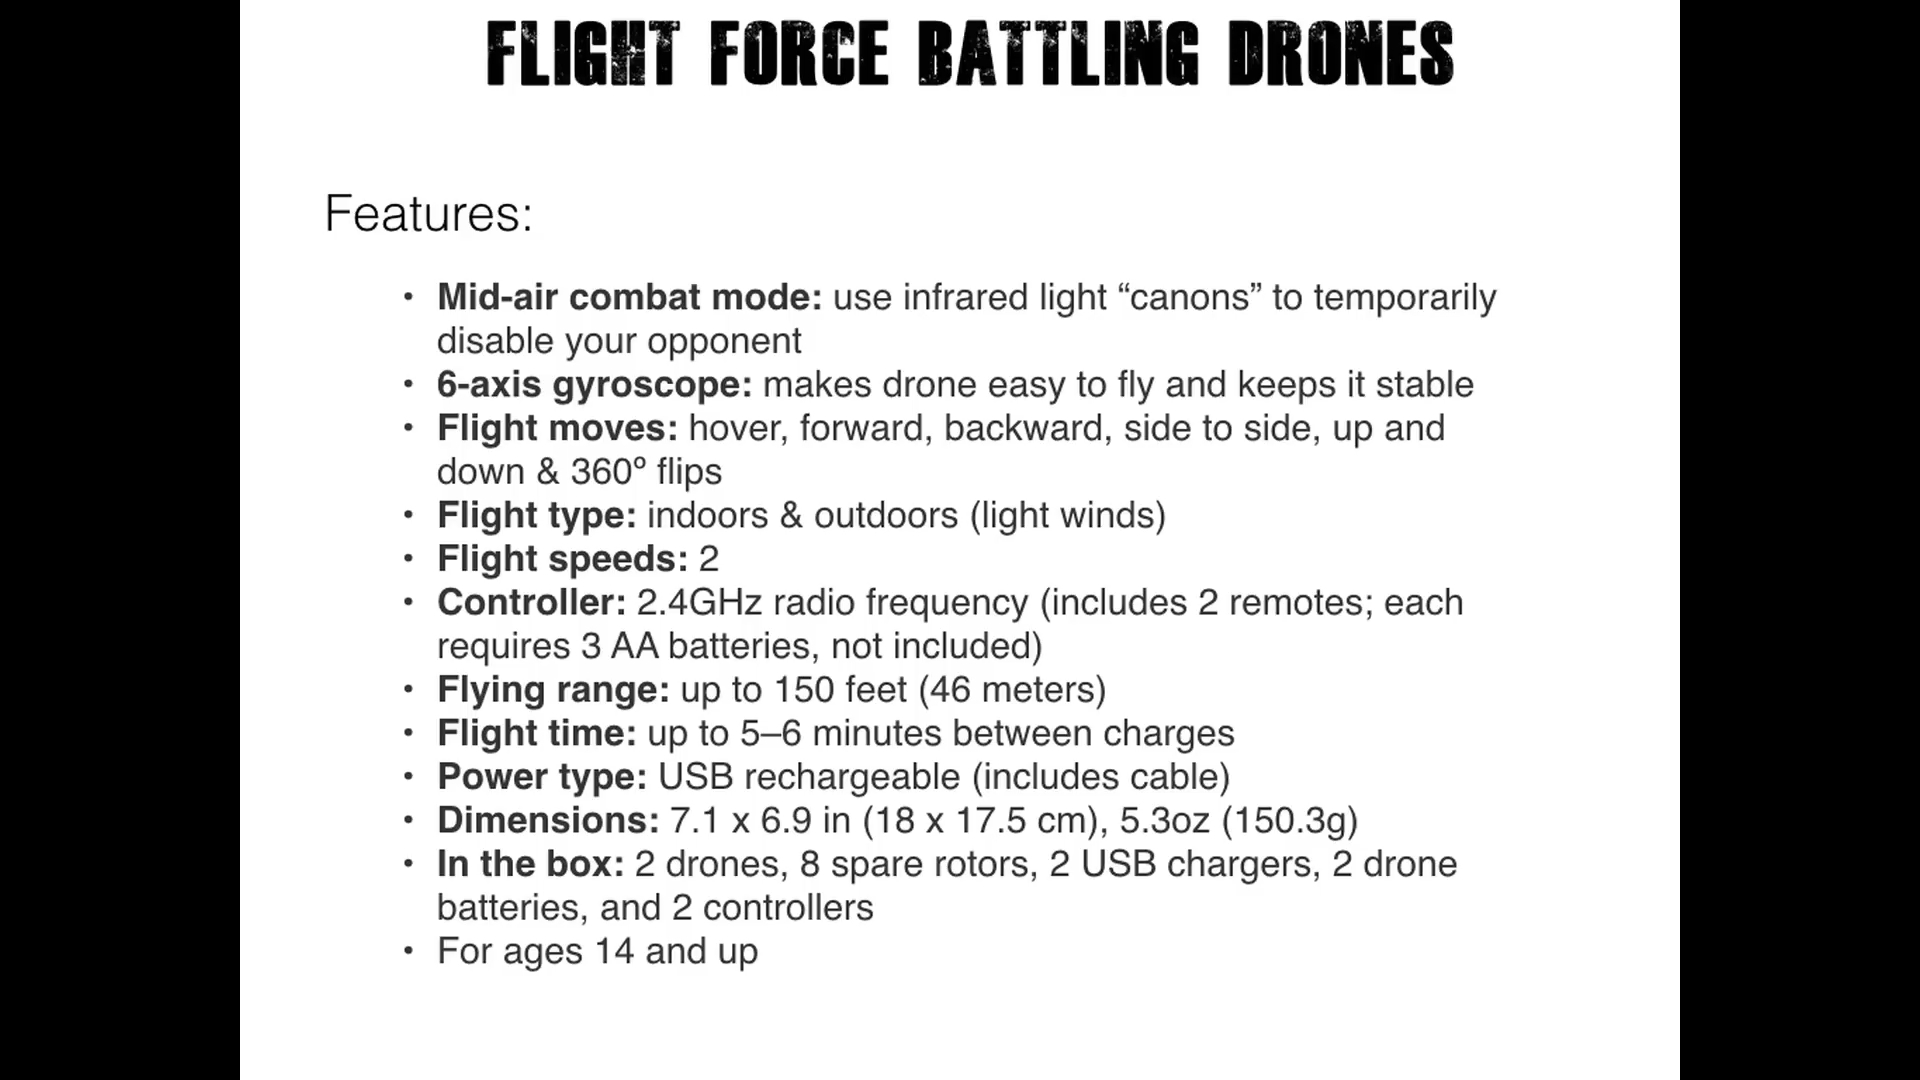 FLIGHT FORCE BATTLING DRONES
Features:
• Mid-air combat mode: use infrared light “canons” to temporarily
disable your opponent
• 6-axis gyroscope: makes drone easy to fly and keeps it stable
• Flight moves: hover, forward, backward, side to side, up and
down & 360º flips
• Flight type: indoors & outdoors (light winds)
• Flight speeds: 2
• Controller: 2.4GHz radio frequency (includes 2 remotes; each
requires 3 AA batteries, not included)
• Flying range: up to 150 feet (46 meters)
• Flight time: up to 5–6 minutes between charges
• Power type: USB rechargeable (includes cable)
• Dimensions: 7.1 x 6.9 in (18 x 17.5 cm), 5.3oz (150.3g)
• In the box: 2 drones, 8 spare rotors, 2 USB chargers, 2 drone
batteries, and 2 controllers
• For ages 14 and up